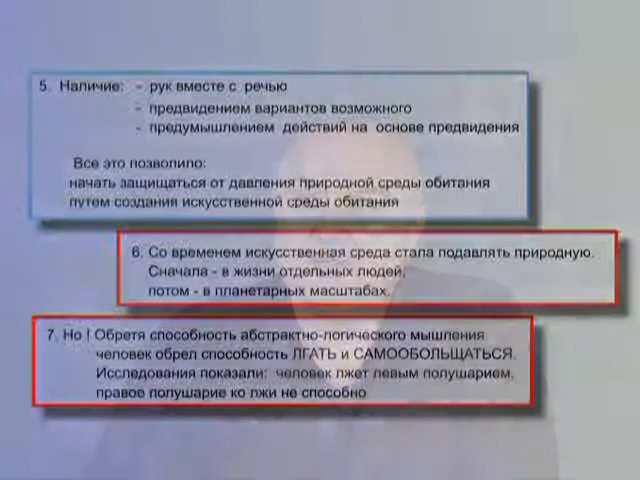 5. Наличие: - рук вместе с речью
- предвидением вариантов возможного
- предумышлением действий на основе предвидения
Все это позволило:
начать защищаться от давления природной среды обитания
путем создания искусственной среды обитания
6. Со временем искусственная среда стала подавлять природную.
Сначала - в жизни отдельных людей,
потом - в планетарных масштабах.
7. Но ! Обретя способность абстрактно-логического мышления
человек обрел способность ЛГАТЬ и САМООБОЛЬЩАТЬСЯ.
Исследования показали: человек лжет левым полушарием,
правое полушарие ко лжи не способно